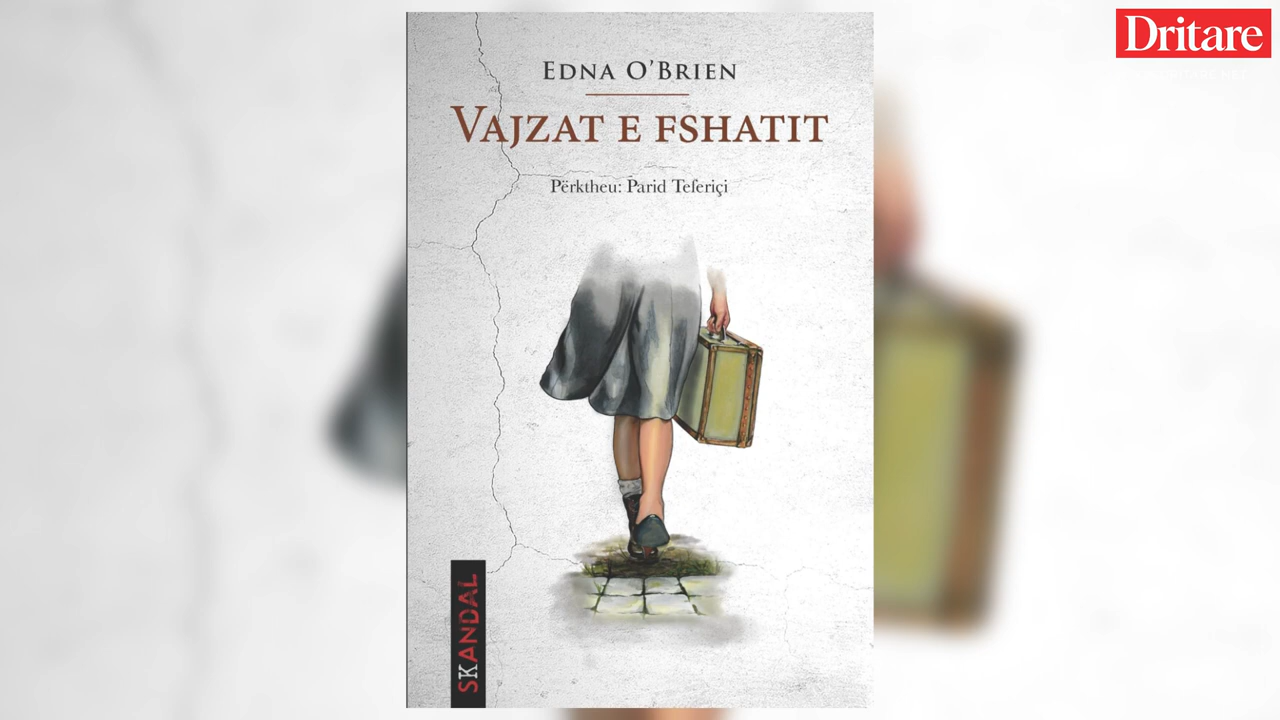 Dritare
EDNA O'BRIEN
VAJZAT E FSHATIT
Përktheu: Parid Teferiçi
SKANDAL